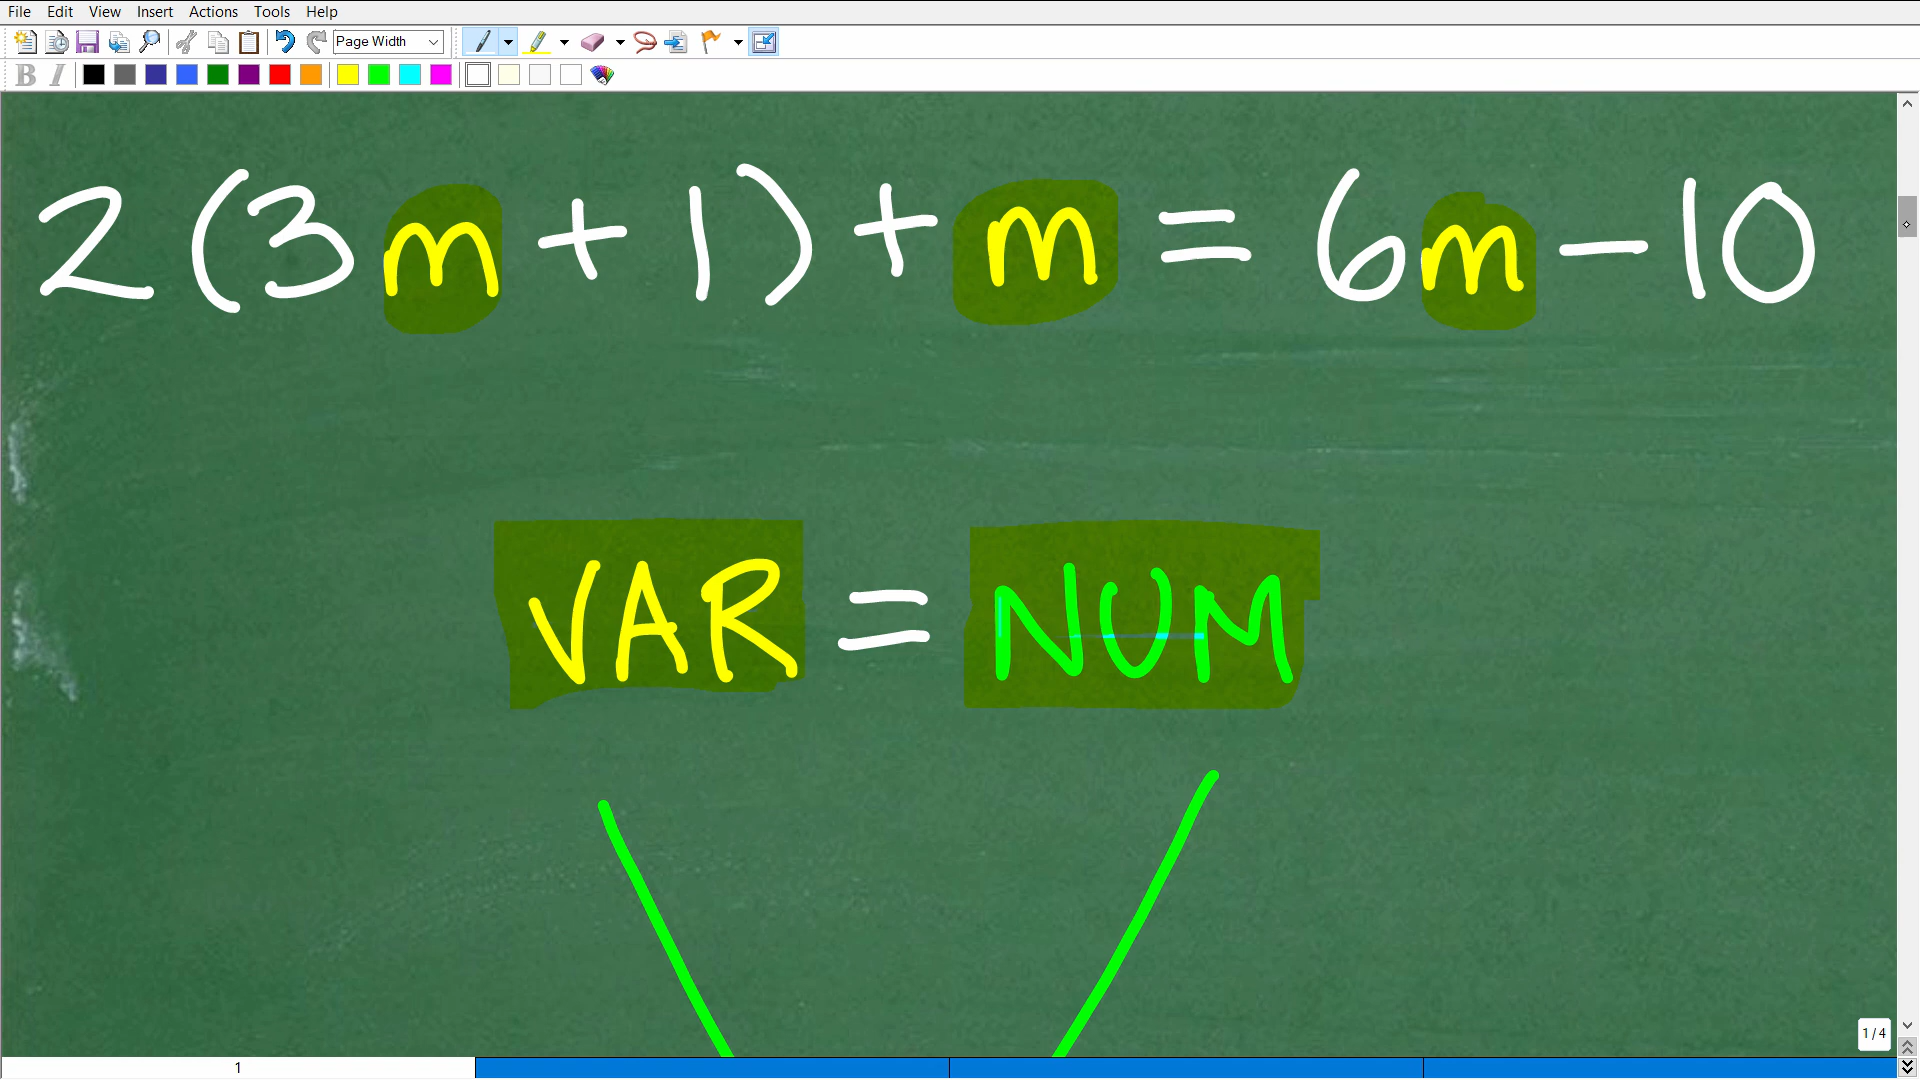 File Edit View Insert Actions Tools Help
Page Width
B I
2(3m+1)+m=6m-10
VAR = NUM
1 / 4
1